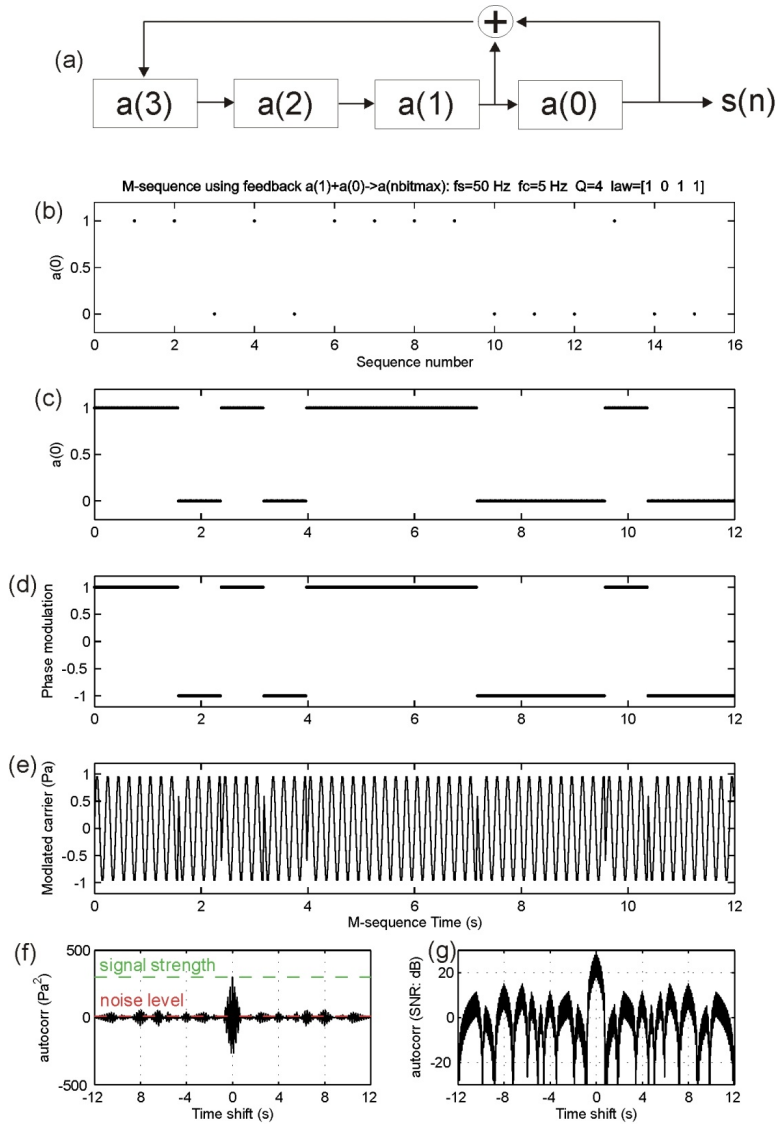 (a)
+
a(3) a(2) a(1) a(0) s(n)
M-sequence using feedback a(1)+a(0)->a(nbitmax): fs=50 Hz fc=5 Hz Q=4 law=[1 0 1 1]
(b)
1
0.5
0
a(0)
0 2 4 6 8 10 12 14 16
Sequence number
(c)
1
0.5
0
a(0)
0 2 4 6 8 10 12
(d)
1
0.5
0
-0.5
-1
Phase modulation
0 2 4 6 8 10 12
(e)
1
0.5
0
-0.5
-1
Modlated carrier (Pa)
0 2 4 6 8 10 12
M-sequence Time (s)
(f)
500
0
-500
autocorr (Pa²)
signal strength
noise level
-12 -8 -4 0 4 8 12
Time shift (s)
(g)
20
0
-20
autocorr (SNR: dB)
-12 -8 -4 0 4 8 12
Time shift (s)